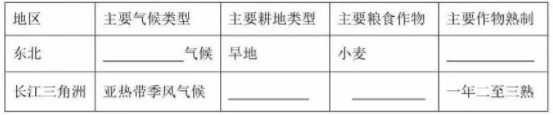 地区 主要气候类型 主要耕地类型 主要粮食作物 主要作物熟制
东北 ________气候 旱地 小麦 ________
长江三角洲 亚热带季风气候 ________ ________ 一年二至三熟